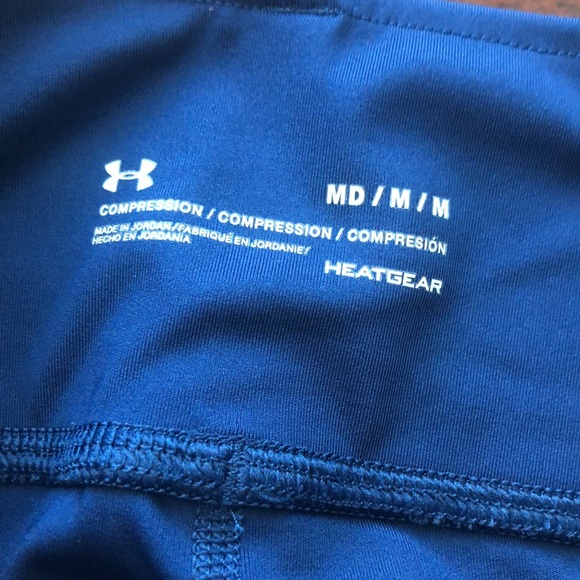 MD / M / M
COMPRESSION / COMPRESSION / COMPRESIÓN
MADE IN JORDAN / FABRIQUÉ EN JORDANIE /
HECHO EN JORDANIA
HEATGEAR